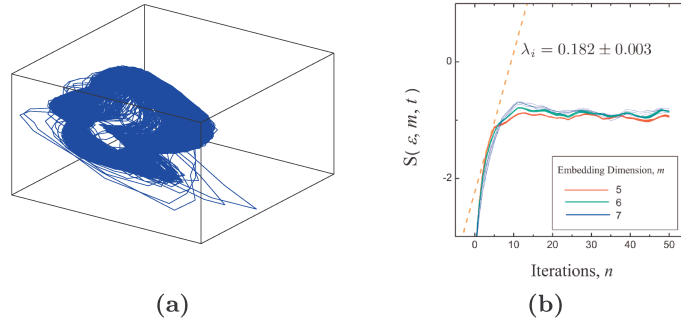 0
-1
-2
0
10
20
30
40
50
S( ε, m, t )
λi = 0.182 ± 0.003
Embedding Dimension, m
5
6
7
Iterations, n
(a)
(b)